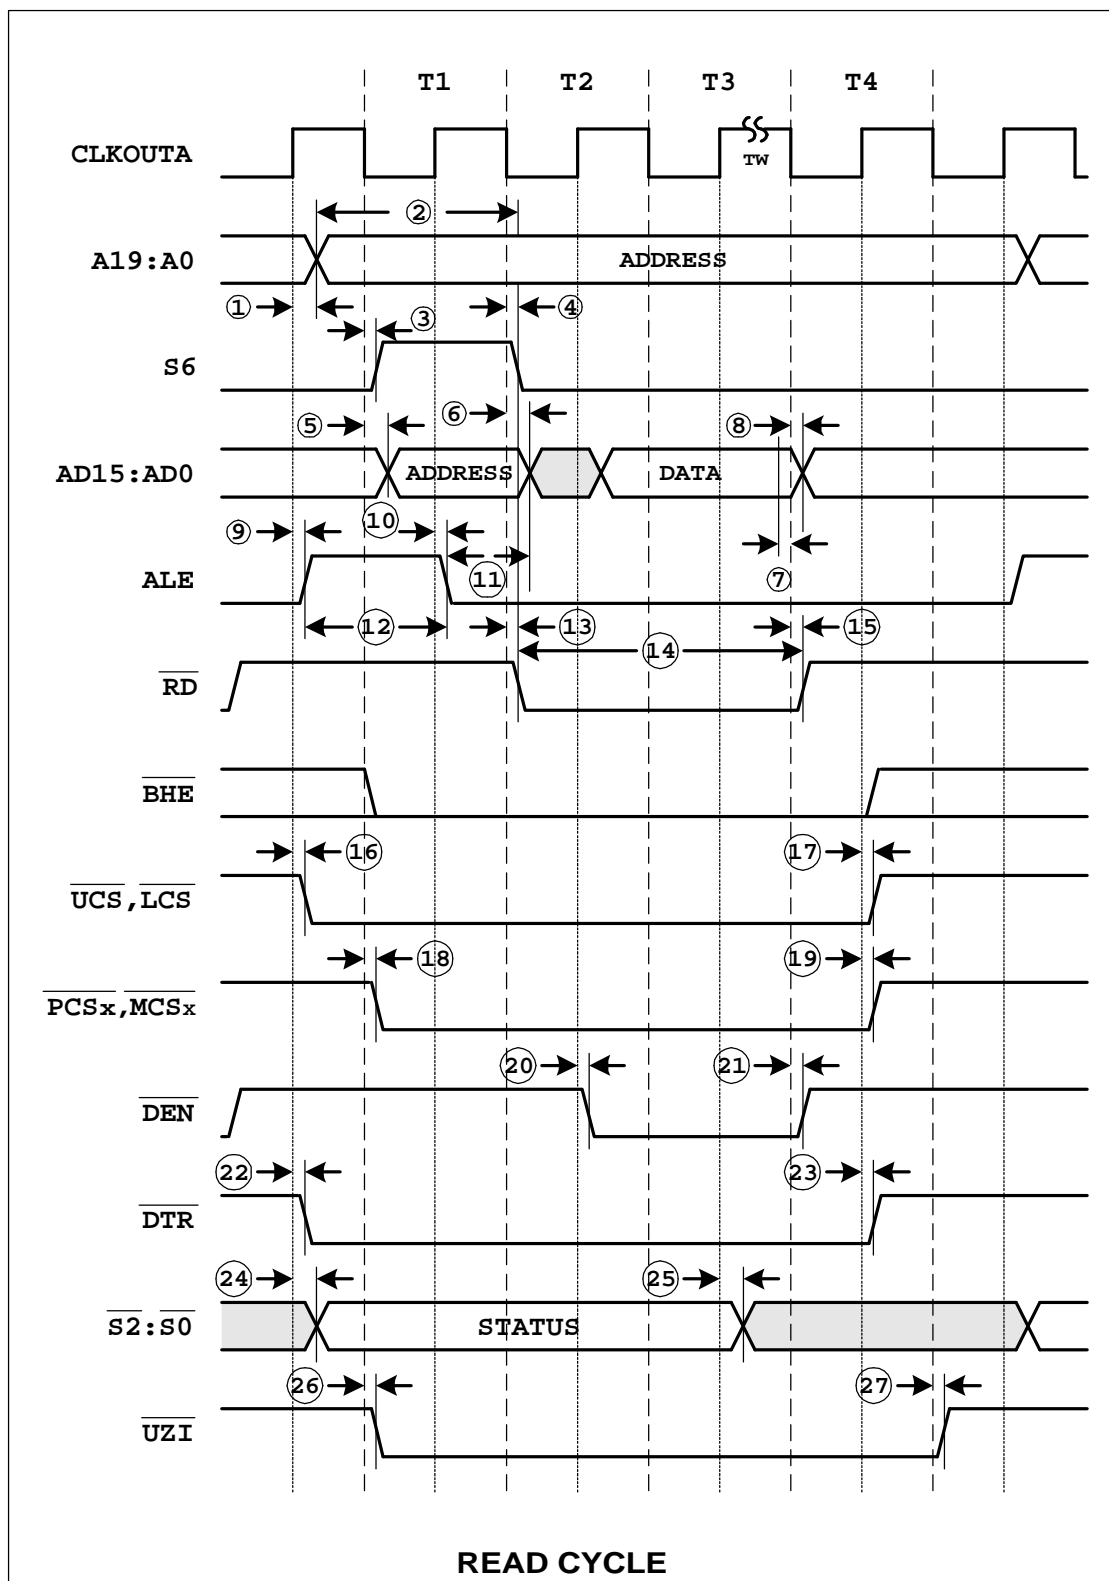 T1 T2 T3 T4
CLKOUTA
TW
2
A19:A0 ADDRESS
1 3 4
S6
5 6 8
AD15:AD0 ADDRESS DATA
9 10
ALE 11 7
12 13 15
14
RD
BHE
16 17
UCS,LCS
18 19
PCSx,MCSx
20 21
DEN
22 23
DTR
24 25
S2:S0 STATUS
26 27
UZI
READ CYCLE